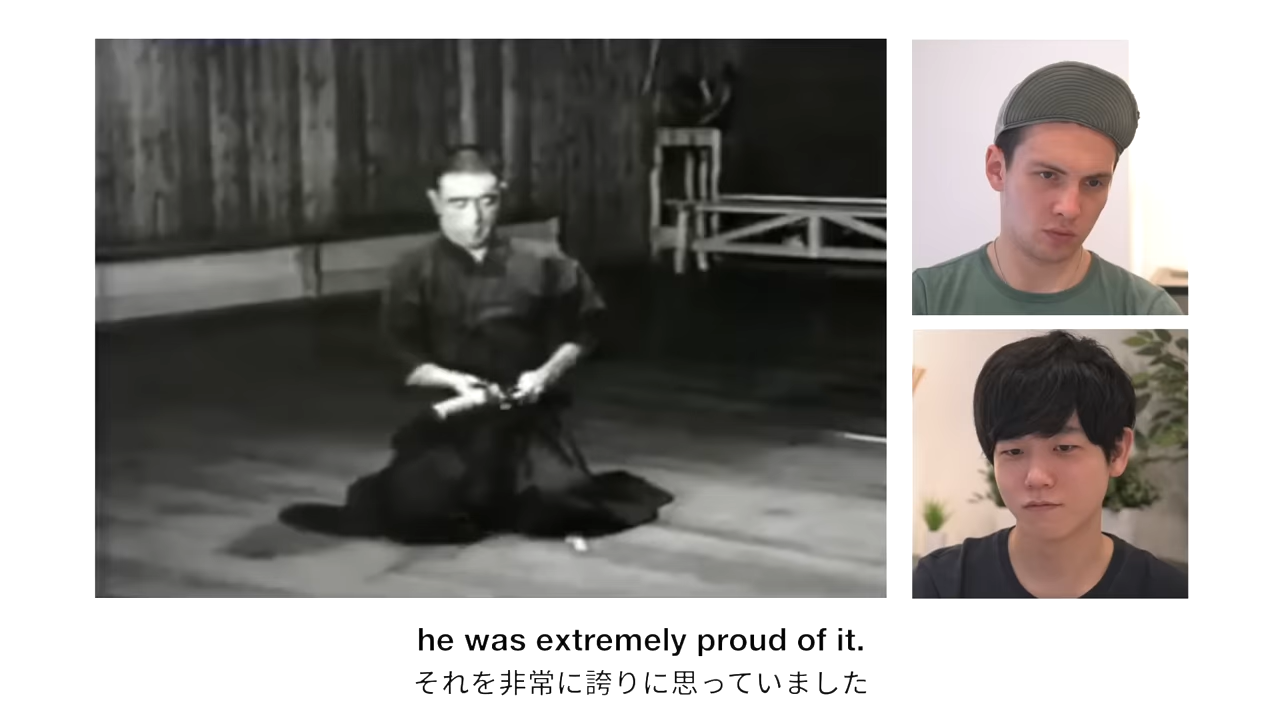 he was extremely proud of it.
それを非常に誇りに思っていました